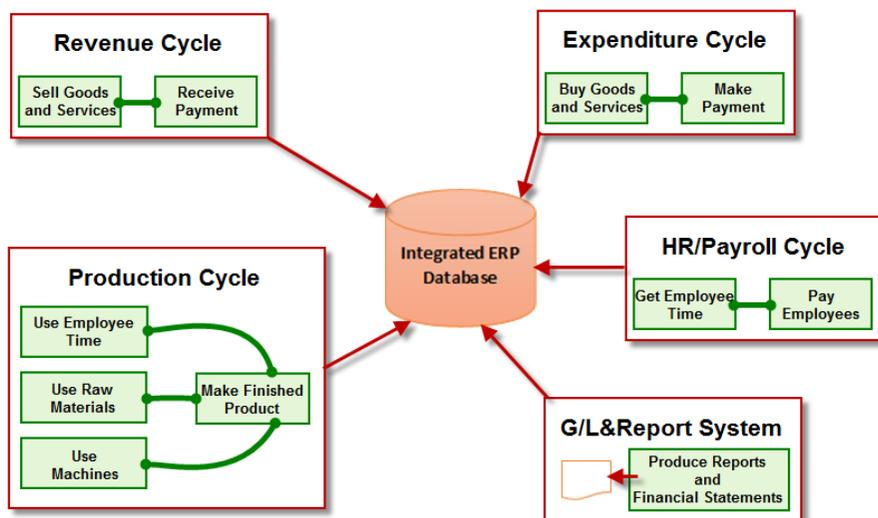 Revenue Cycle
Sell Goods
and Services
Receive
Payment
Expenditure Cycle
Buy Goods
and Services
Make
Payment
Integrated ERP
Database
HR/Payroll Cycle
Get Employee
Time
Pay
Employees
Production Cycle
Use Employee
Time
Use Raw
Materials
Use
Machines
Make Finished
Product
G/L&Report System
Produce Reports
and
Financial Statements